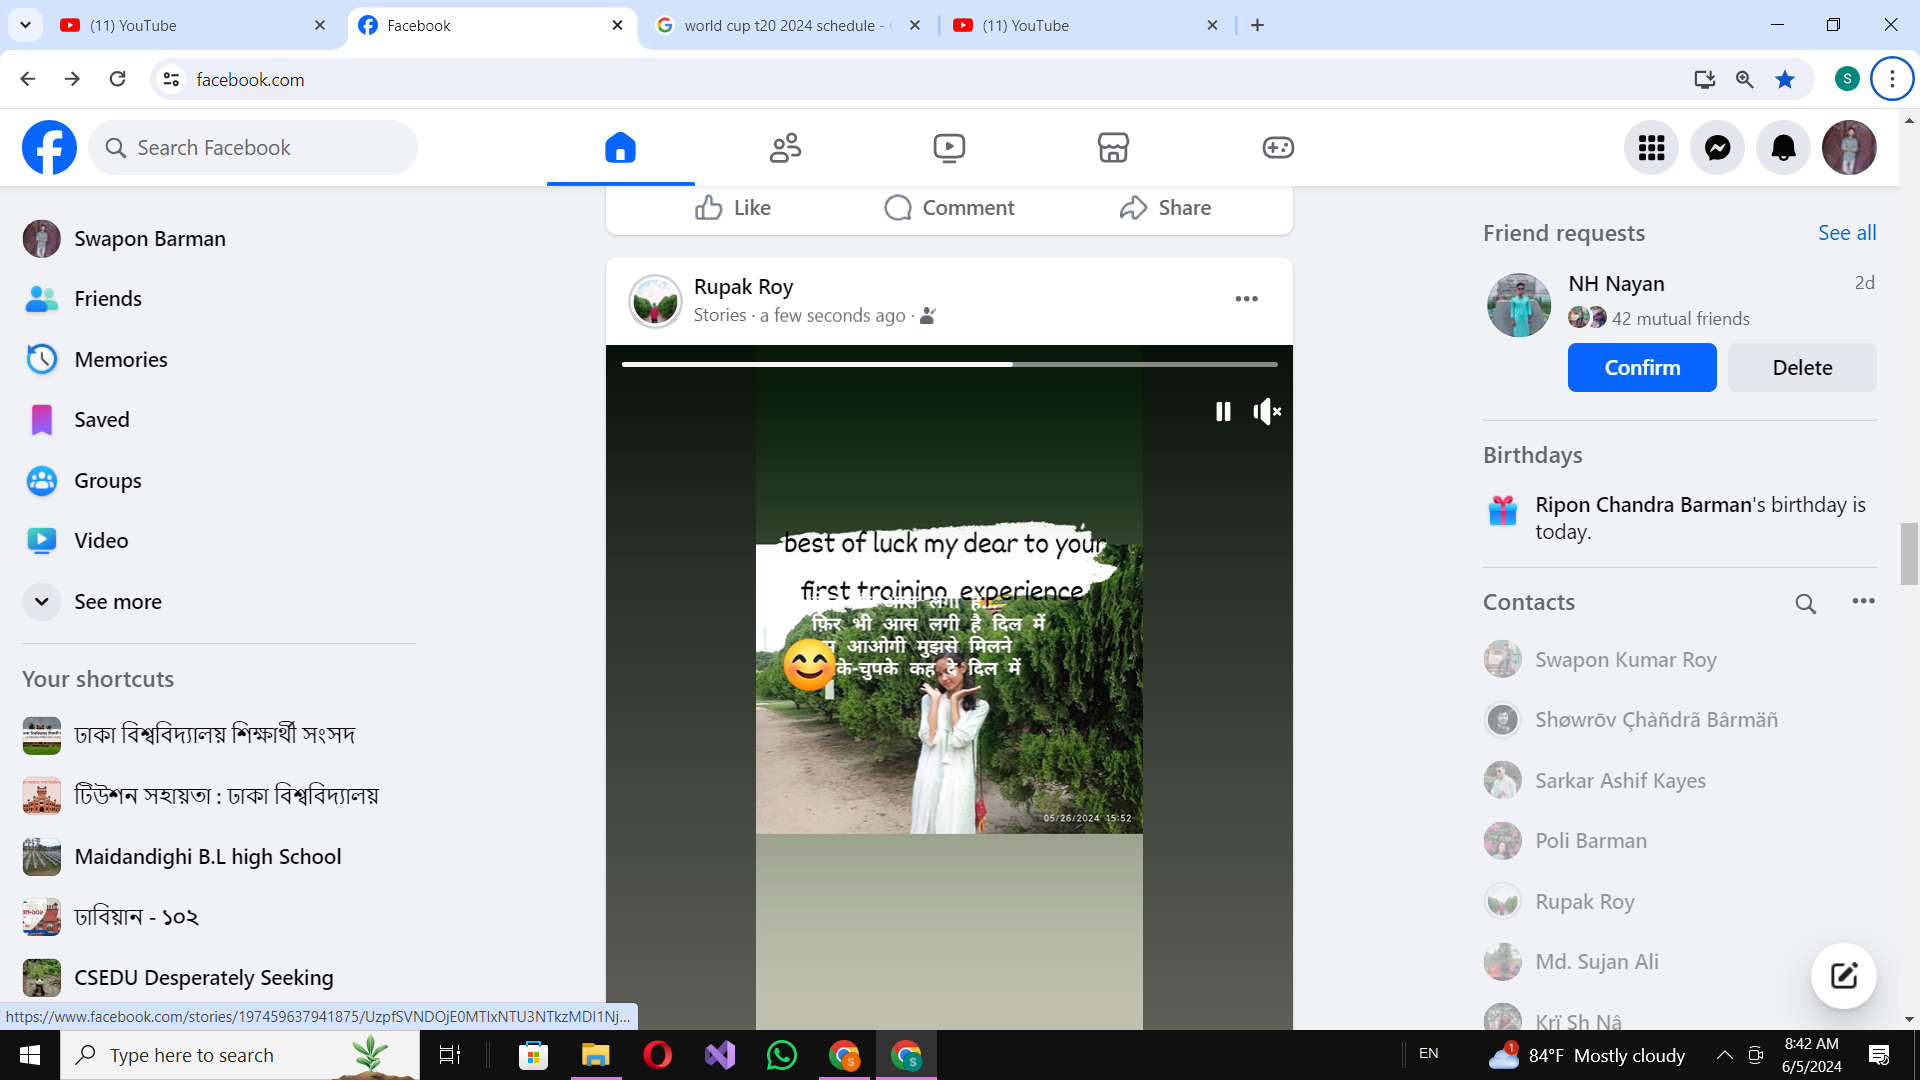 (11) YouTube
Facebook
world cup t20 2024 schedule -
(11) YouTube
facebook.com
S
Search Facebook
Like
Comment
Share
Swapon Barman
Friends
Memories
Saved
Groups
Video
See more
Your shortcuts
ঢাকা বিশ্ববিদ্যালয় শিক্ষার্থী সংসদ
টিউশন সহায়তা : ঢাকা বিশ্ববিদ্যালয়
Maidandighi B.L high School
ঢাবিয়ান - ১০২
CSEDU Desperately Seeking
Rupak Roy
Stories · a few seconds ago ·
best of luck my dear to your
first training experience
आस लगी है
फ़िर भी आस लगी है दिल में
आओगी मुझसे मिलने
के-चुपके कह दे दिल में
05/26/2024 15:52
Friend requests
See all
NH Nayan
2d
42 mutual friends
Confirm
Delete
Birthdays
Ripon Chandra Barman's birthday is
today.
Contacts
Swapon Kumar Roy
Shøwrōv Çhàñdrã Bârmäñ
Sarkar Ashif Kayes
Poli Barman
Rupak Roy
Md. Sujan Ali
Krï Sh Nâ
https://www.facebook.com/stories/197459637941875/UzpfSVNDOjE0MTIxNTU3NTkzMDI1Nj...
Type here to search
EN
1
84°F Mostly cloudy
8:42 AM
6/5/2024